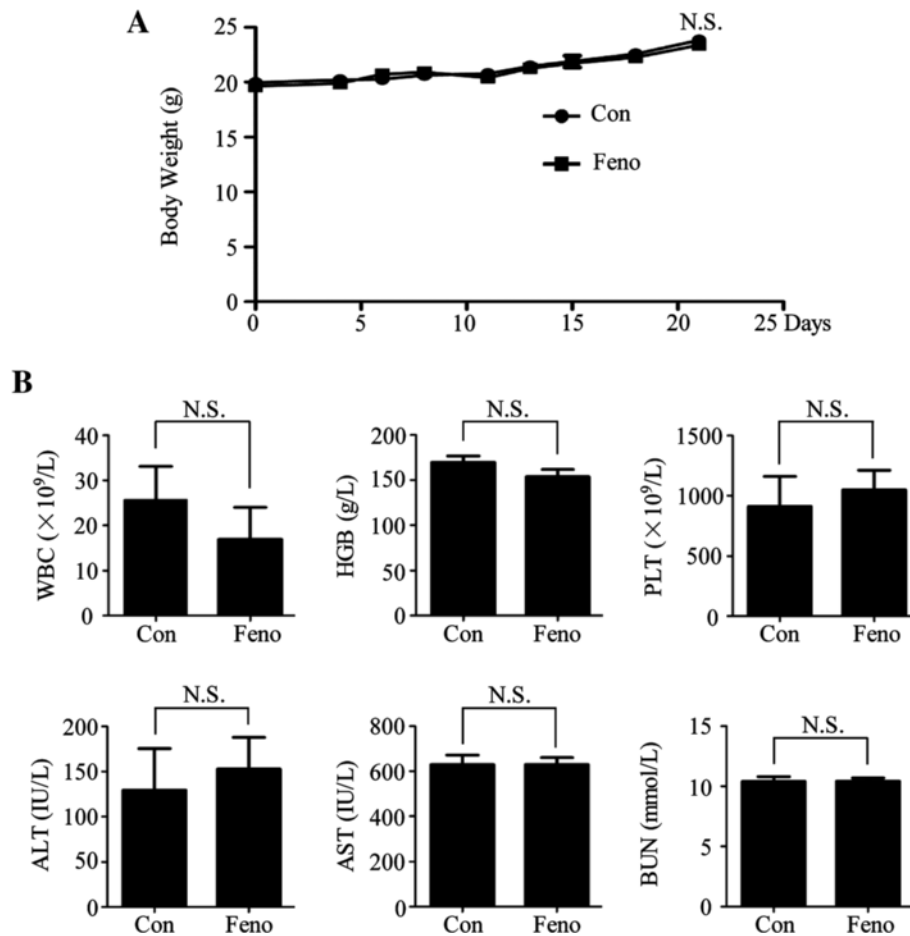 A
N.S.
25
20
15
10
5
0
Body Weight (g)
Con
Feno
0 5 10 15 20 25 Days
B
N.S.
40
30
20
10
0
WBC (×10⁹/L)
Con Feno
N.S.
200
150
100
50
0
HGB (g/L)
Con Feno
N.S.
1500
1000
500
0
PLT (×10⁹/L)
Con Feno
N.S.
200
150
100
50
0
ALT (IU/L)
Con Feno
N.S.
800
600
400
200
0
AST (IU/L)
Con Feno
N.S.
15
10
5
0
BUN (mmol/L)
Con Feno